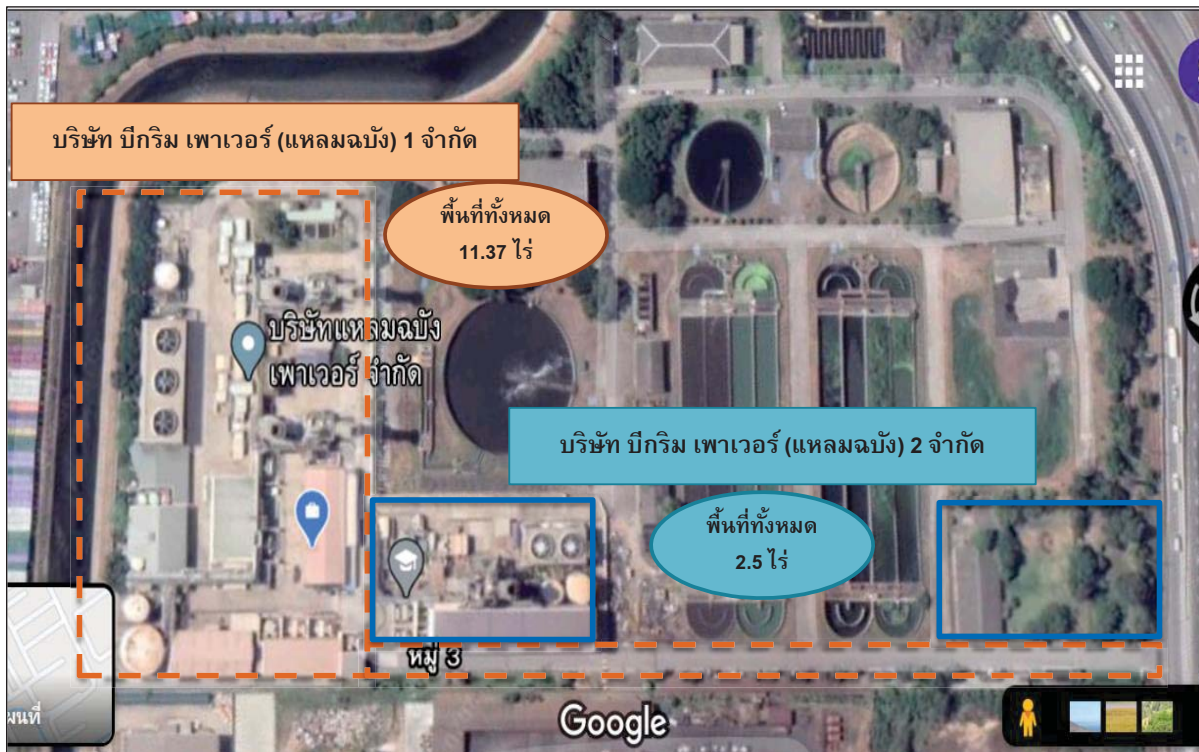 บริษัท บีกริม เพาเวอร์ (แหลมฉบัง) 1 จำกัด
พื้นที่ทั้งหมด
11.37 ไร่
บริษัทแหลมฉบัง
เพาเวอร์ จำกัด
บริษัท บีกริม เพาเวอร์ (แหลมฉบัง) 2 จำกัด
พื้นที่ทั้งหมด
2.5 ไร่
หมู่ 3
Google